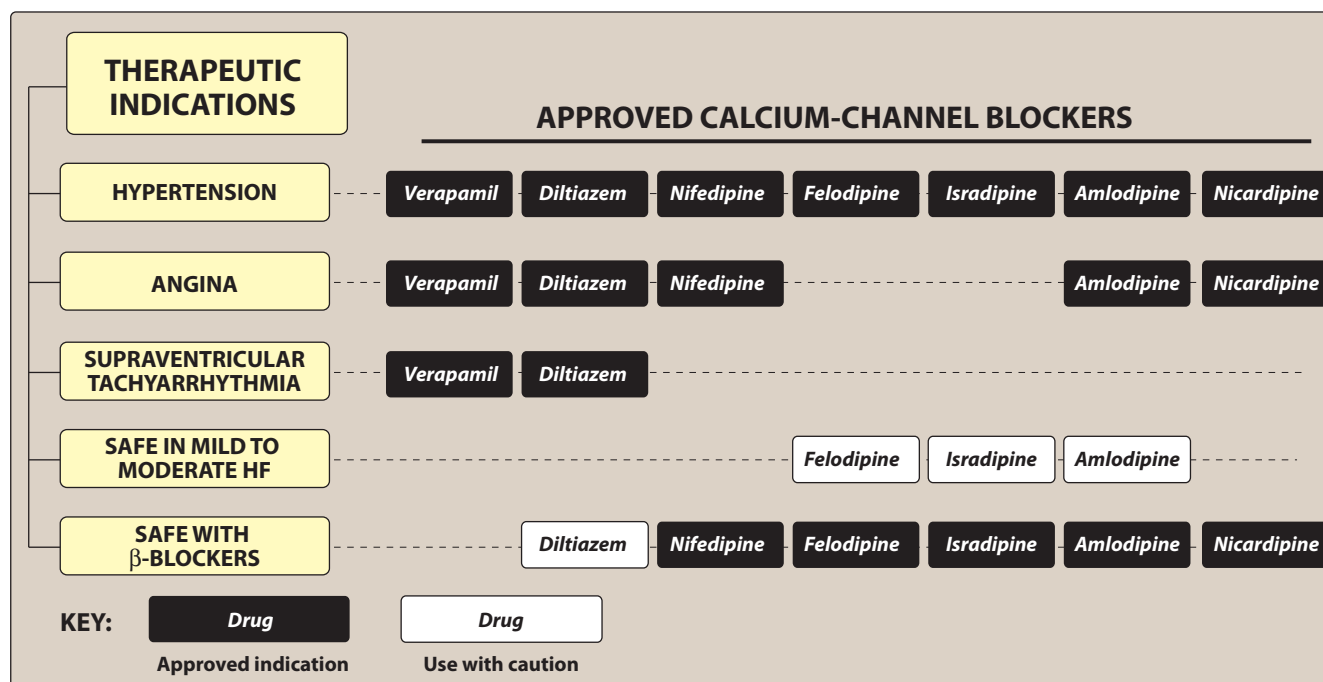 THERAPEUTIC
INDICATIONS
APPROVED CALCIUM-CHANNEL BLOCKERS
HYPERTENSION Verapamil Diltiazem Nifedipine Felodipine Isradipine Amlodipine Nicardipine
ANGINA Verapamil Diltiazem Nifedipine Amlodipine Nicardipine
SUPRAVENTRICULAR
TACHYARRHYTHMIA Verapamil Diltiazem
SAFE IN MILD TO
MODERATE HF Felodipine Isradipine Amlodipine
SAFE WITH
β-BLOCKERS Diltiazem Nifedipine Felodipine Isradipine Amlodipine Nicardipine
KEY: Drug Drug
Approved indication Use with caution